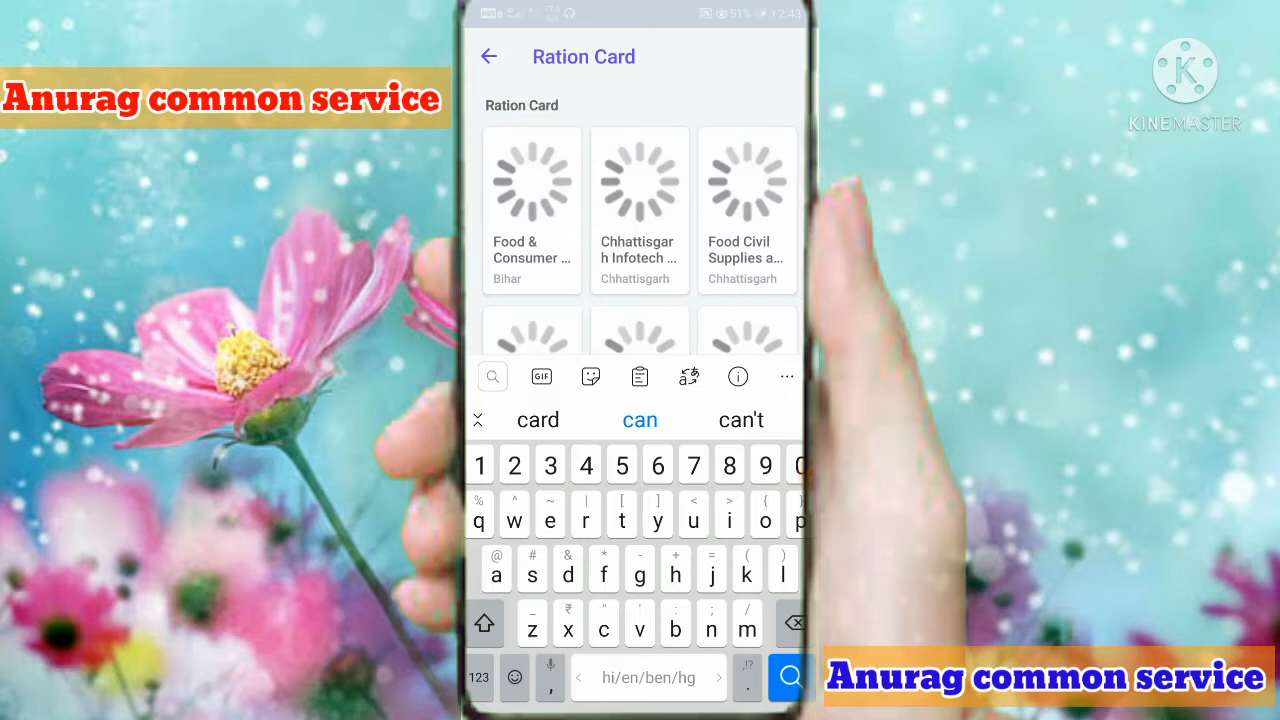 51% 2:43
Ration Card
Anurag common service
Ration Card
KINEMASTER
Food &
Consumer ...
Bihar
Chhattisgar
h Infotech ...
Chhattisgarh
Food Civil
Supplies a...
Chhattisgarh
GIF
card can can't
1 2 3 4 5 6 7 8 9 0
% ^ ~ | [ ] < > { }
q w e r t y u i o p
@ # & * - + = ( )
a s d f g h j k l
_ ₹ " ' : ; /
z x c v b n m
123 , hi/en/ben/hg ,!? .
Anurag common service